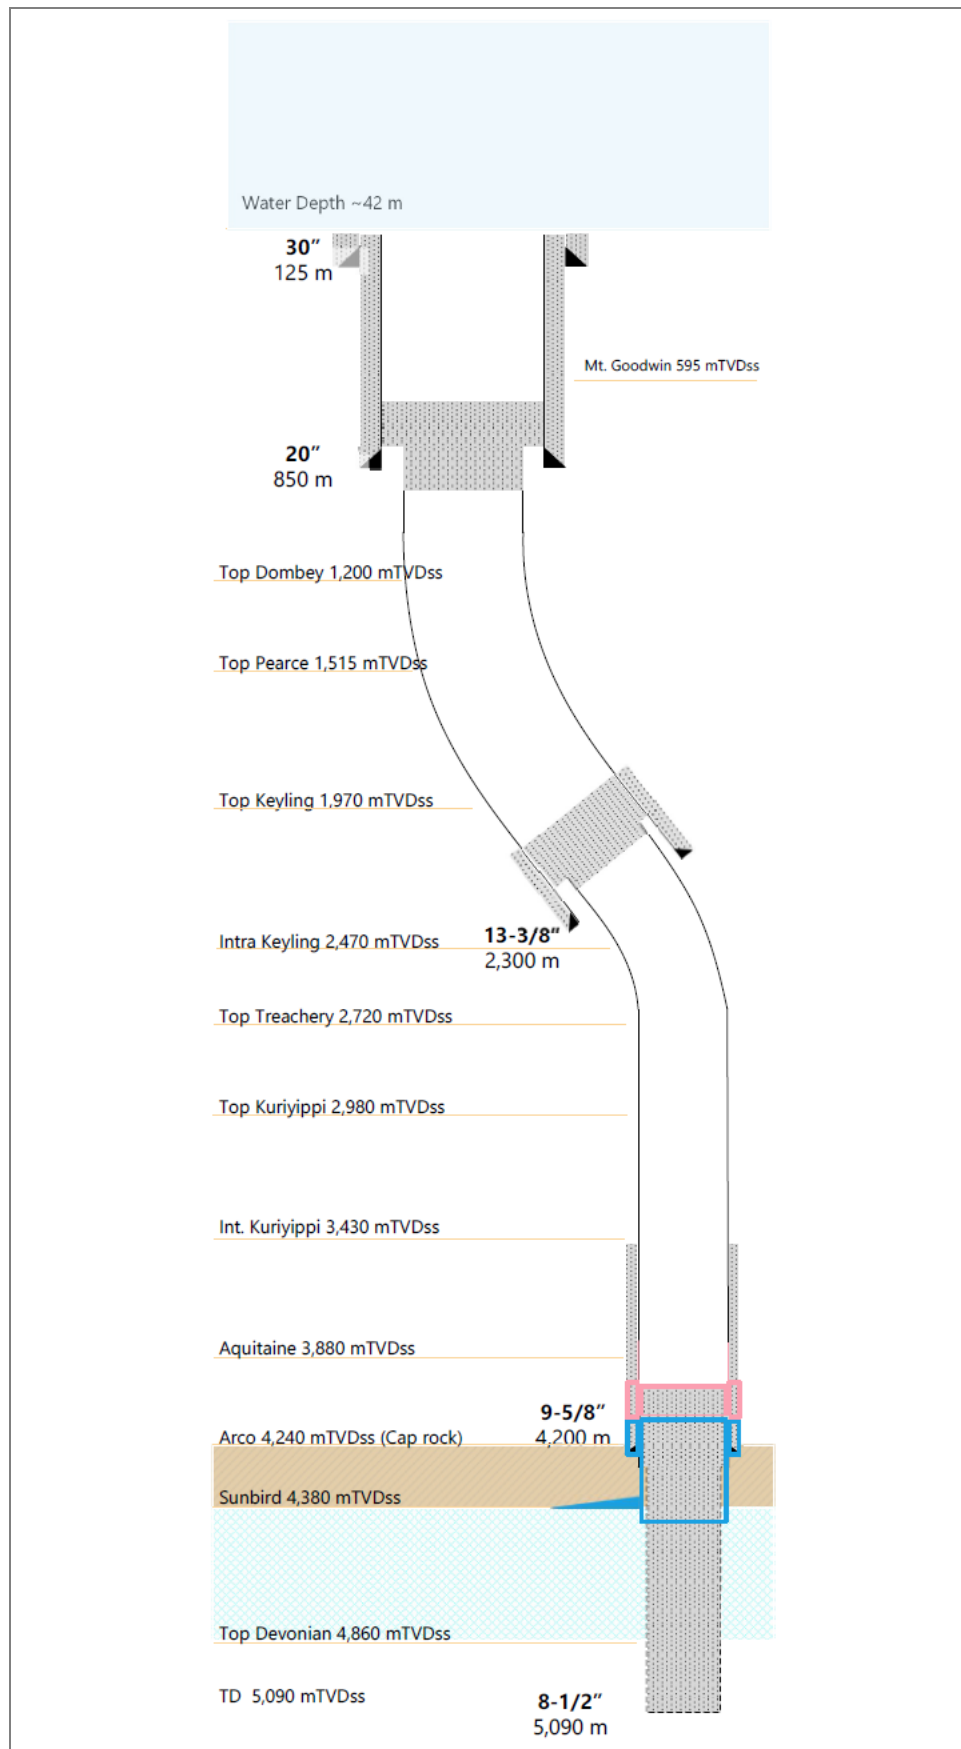 Water Depth ~42 m
30"
125 m
Mt. Goodwin 595 mTVDss
20"
850 m
Top Dombey 1,200 mTVDss
Top Pearce 1,515 mTVDss
Top Keyling 1,970 mTVDss
13-3/8"
Intra Keyling 2,470 mTVDss
2,300 m
Top Treachery 2,720 mTVDss
Top Kuriyippi 2,980 mTVDss
Int. Kuriyippi 3,430 mTVDss
Aquitaine 3,880 mTVDss
9-5/8"
4,200 m
Arco 4,240 mTVDss (Cap rock)
Sunbird 4,380 mTVDss
Top Devonian 4,860 mTVDss
TD 5,090 mTVDss
8-1/2"
5,090 m